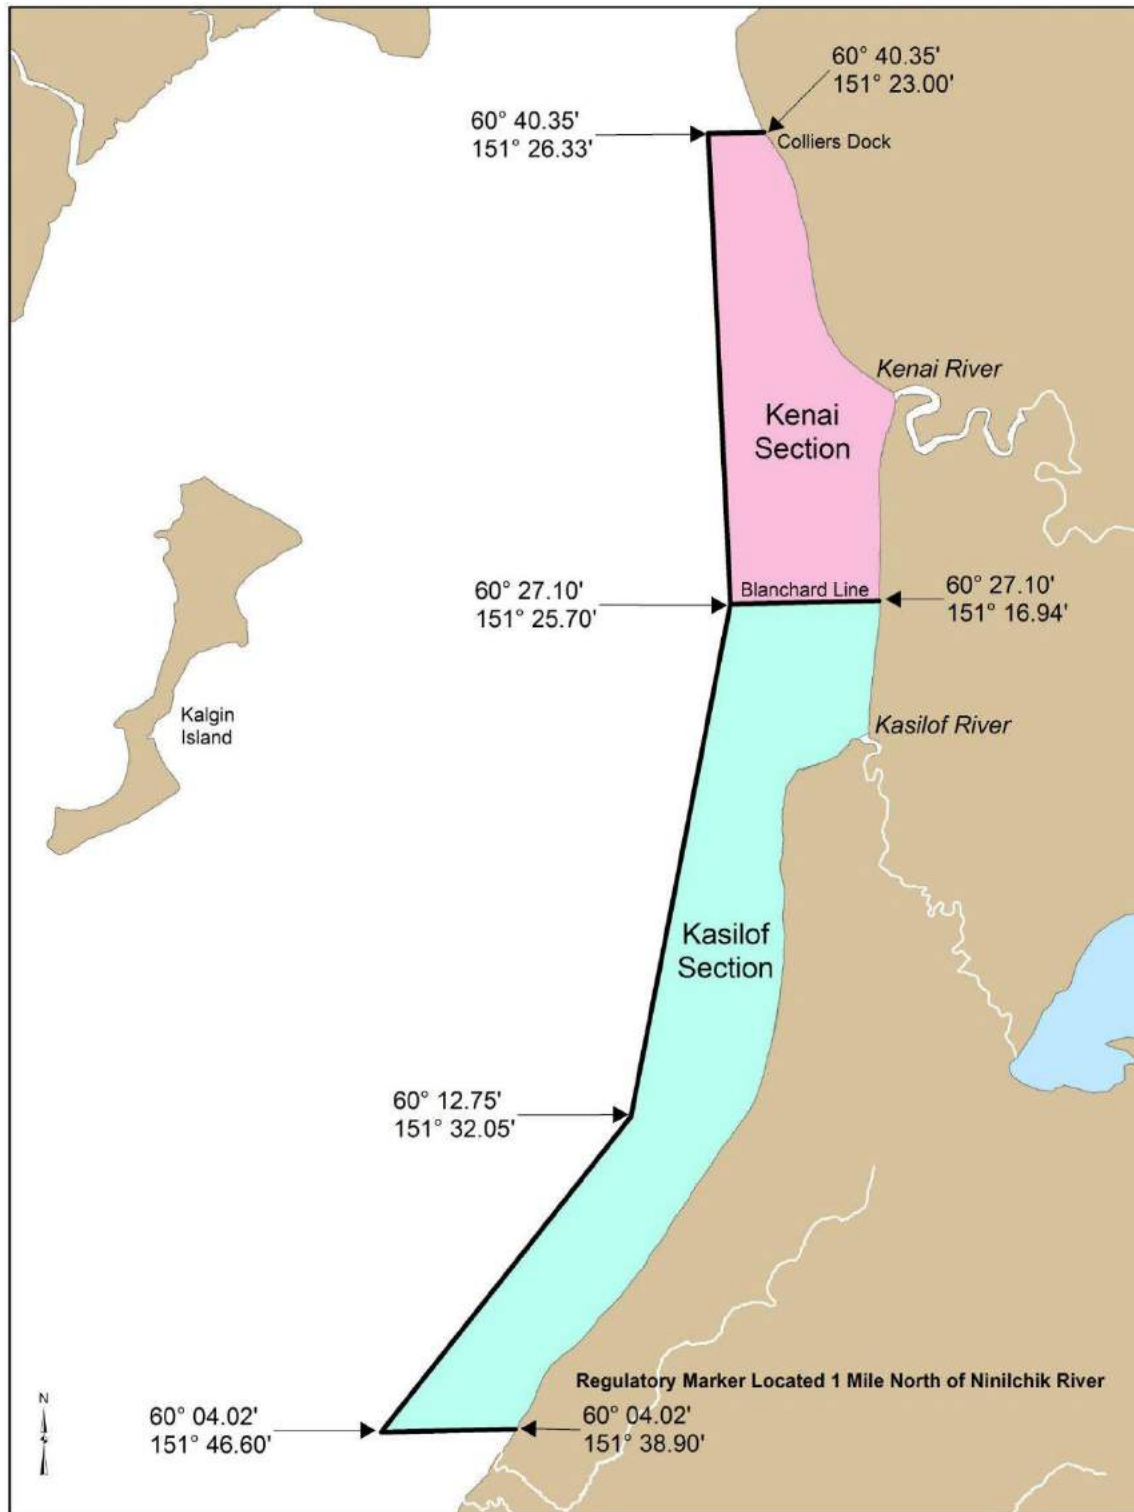 60° 40.35'
151° 23.00'
60° 40.35'
151° 26.33'
Colliers Dock
Kenai River
Kenai
Section
Blanchard Line
60° 27.10'
151° 25.70'
60° 27.10'
151° 16.94'
Kalgin
Island
Kasilof River
Kasilof
Section
60° 12.75'
151° 32.05'
Regulatory Marker Located 1 Mile North of Ninilchik River
60° 04.02'
151° 46.60'
60° 04.02'
151° 38.90'
N